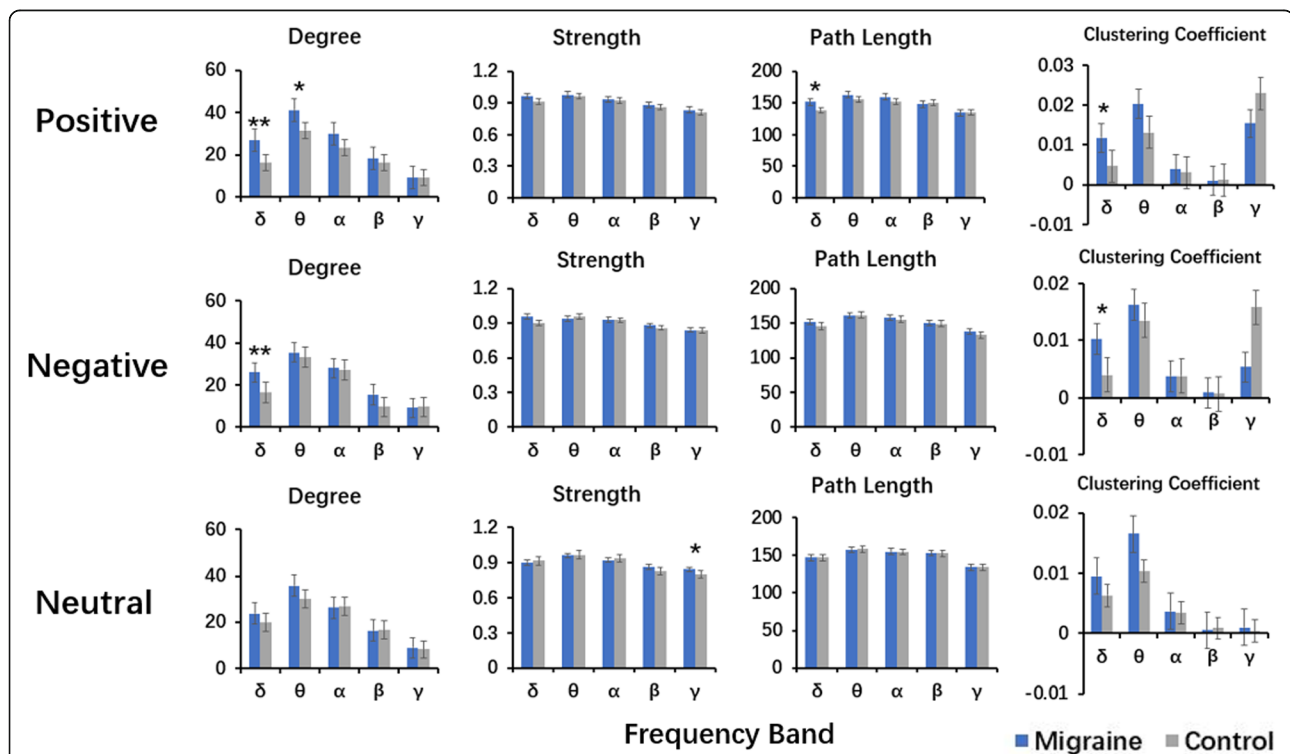 Degree Strength Path Length Clustering Coefficient
Positive
60 40 20 0
** *
δ θ α β γ
1.2 0.9 0.6 0.3 0
δ θ α β γ
200 150 100 50 0
*
δ θ α β γ
0.03 0.02 0.01 0 -0.01
*
δ θ α β γ
Degree Strength Path Length Clustering Coefficient
Negative
60 40 20 0
**
δ θ α β γ
1.2 0.9 0.6 0.3 0
δ θ α β γ
200 150 100 50 0
δ θ α β γ
0.02 0.01 0 -0.01
*
δ θ α β γ
Degree Strength Path Length Clustering Coefficient
Neutral
60 40 20 0
δ θ α β γ
1.2 0.9 0.6 0.3 0
*
δ θ α β γ
200 150 100 50 0
δ θ α β γ
0.02 0.01 0 -0.01
δ θ α β γ
Frequency Band
Migraine Control